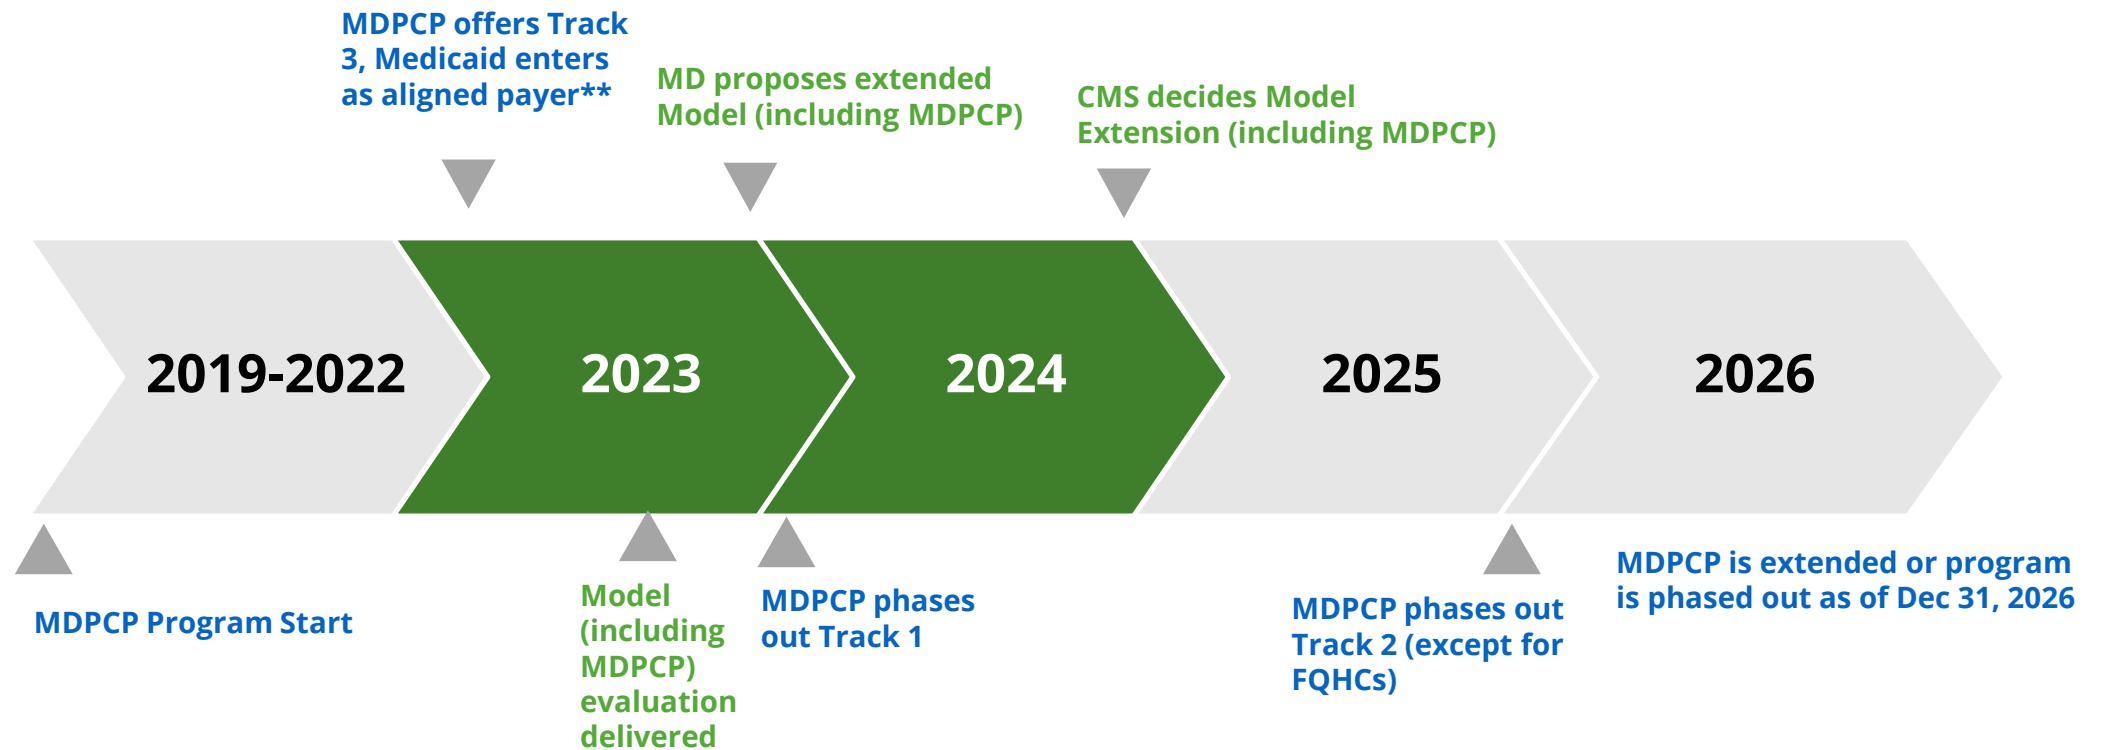 MDPCP offers Track
3, Medicaid enters
as aligned payer**
MD proposes extended
Model (including MDPCP)
CMS decides Model
Extension (including MDPCP)
2019-2022
2023
2024
2025
2026
MDPCP Program Start
Model
(including
MDPCP)
evaluation
delivered
MDPCP phases
out Track 1
MDPCP phases out
Track 2 (except for
FQHCs)
MDPCP is extended or program
is phased out as of Dec 31, 2026